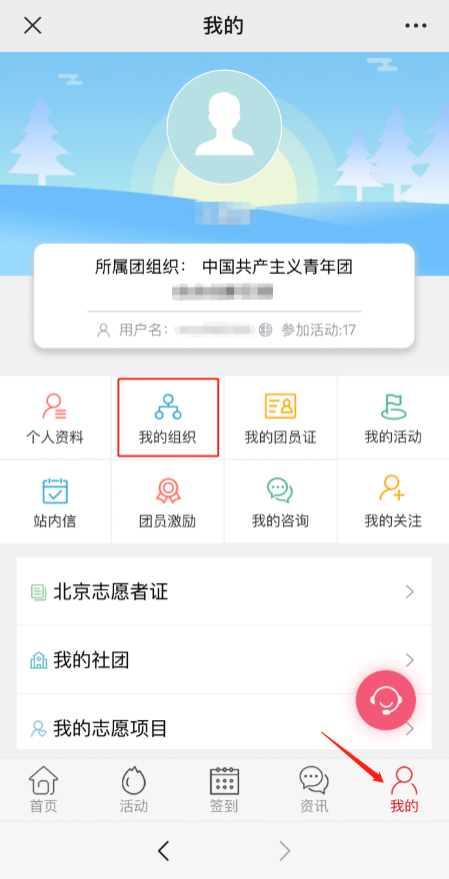 我的
所属团组织： 中国共产主义青年团
用户名: 参加活动:17
个人资料 我的组织 我的团员证 我的活动
站内信 团员激励 我的咨询 我的关注
北京志愿者证
我的社团
我的志愿项目
首页 活动 签到 资讯 我的